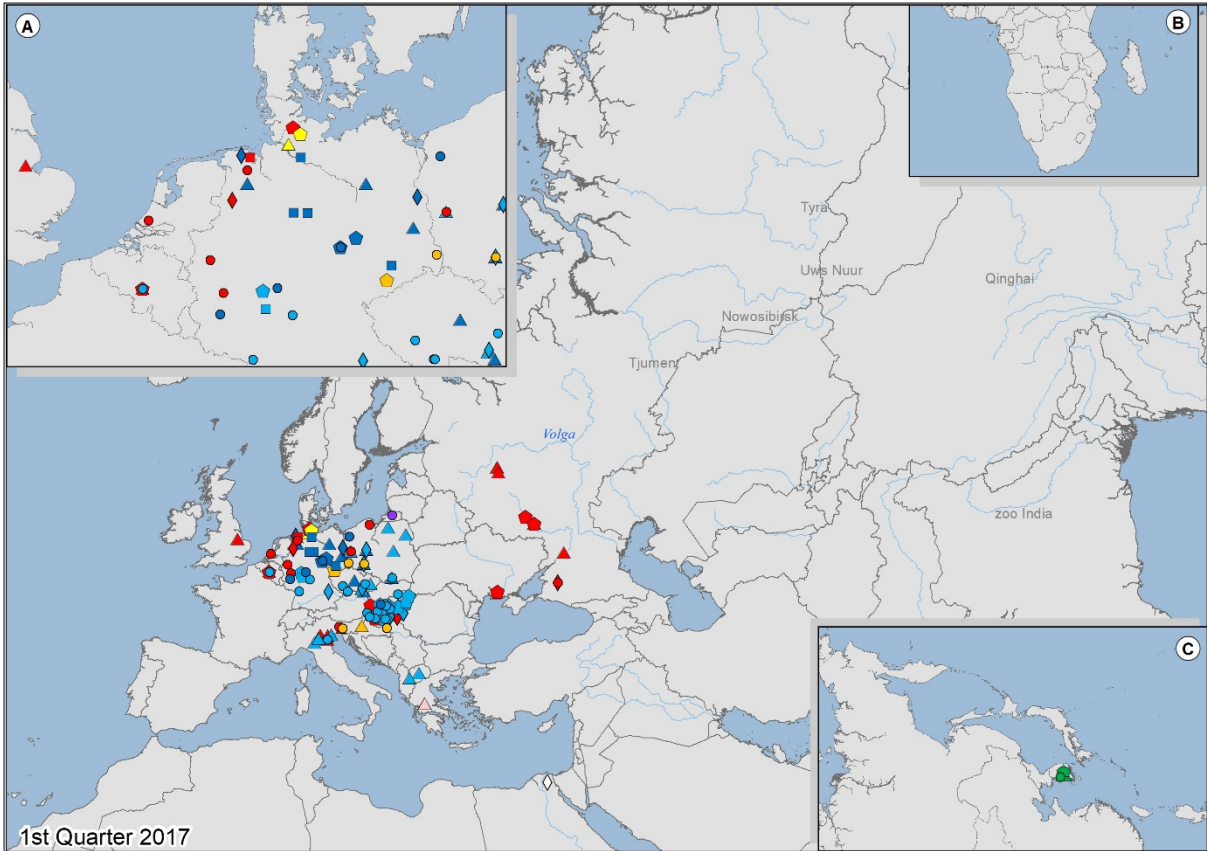 A
B
Tyra
Uws Nuur
Qinghai
Nowosibirsk
Tjumen
Volga
zoo India
C
1st Quarter 2017